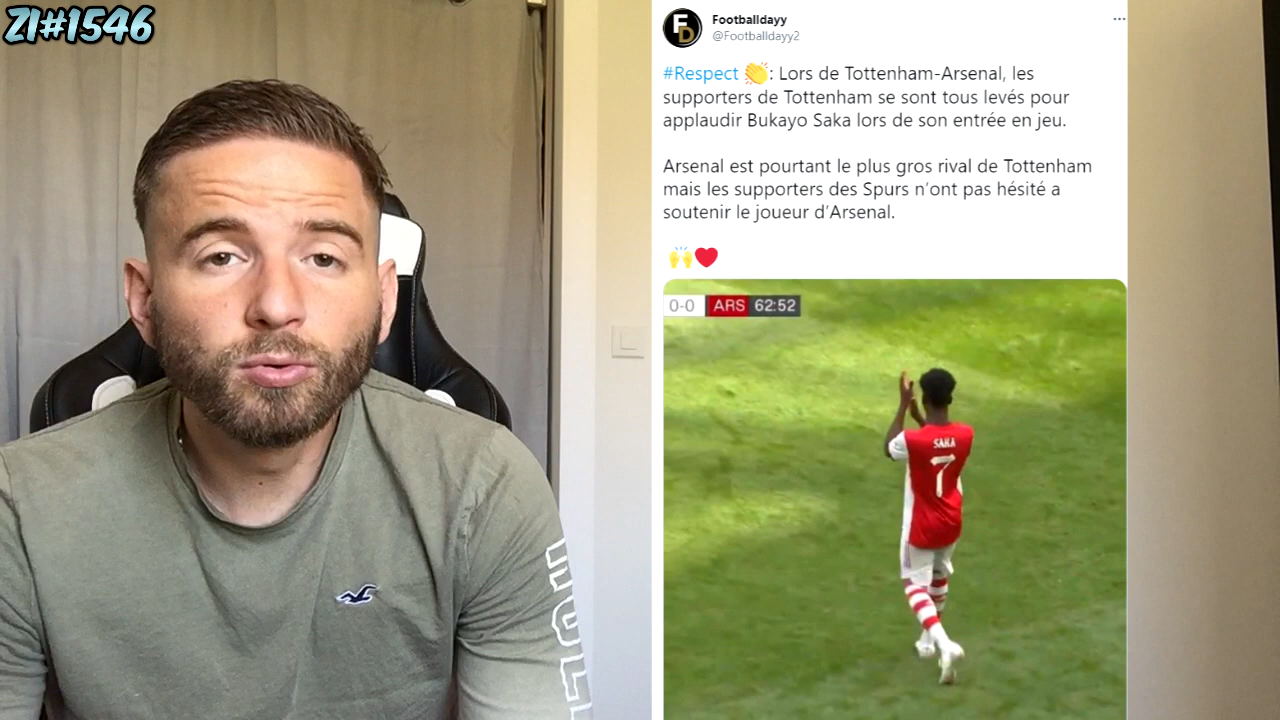 ZI#1546
Footballdayy
@Footballdayy2
#Respect 👏: Lors de Tottenham-Arsenal, les
supporters de Tottenham se sont tous levés pour
applaudir Bukayo Saka lors de son entrée en jeu.
Arsenal est pourtant le plus gros rival de Tottenham
mais les supporters des Spurs n'ont pas hésité a
soutenir le joueur d'Arsenal.
🙌❤️
0-0 ARS 62:52
SAKA
7